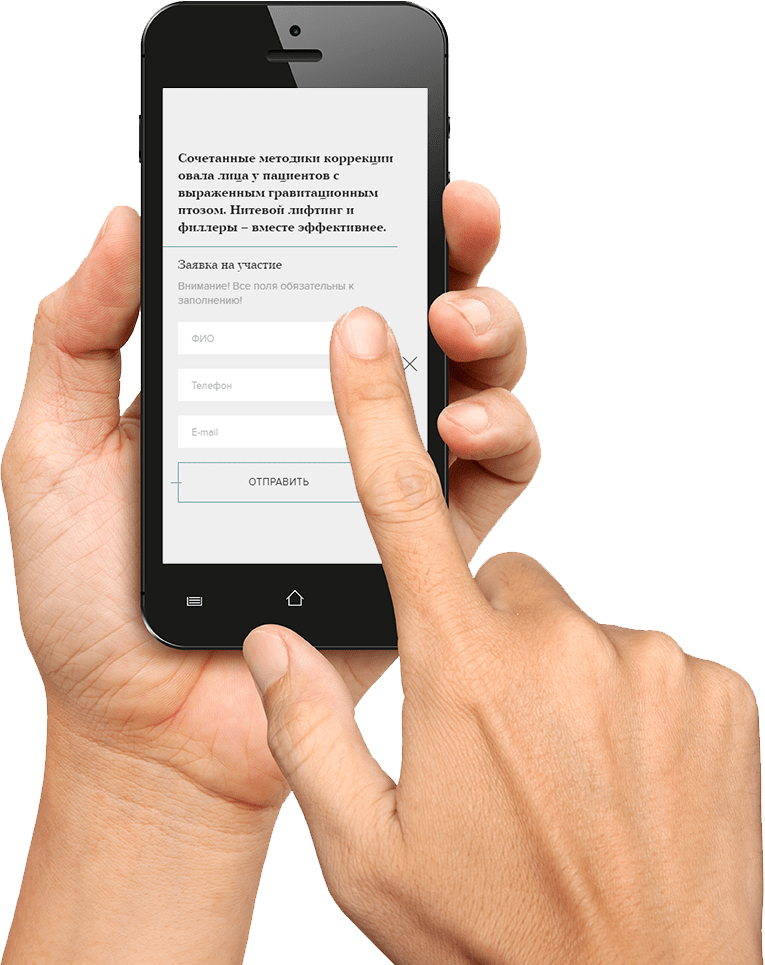 Сочетанные методики коррекции
овала лица у пациентов с
выраженным гравитационным
птозом. Нитевой лифтинг и
филлеры – вместе эффективнее.
Заявка на участие
Внимание! Все поля обязательны к
заполнению!
ФИО
Телефон
E-mail
ОТПРАВИТЬ